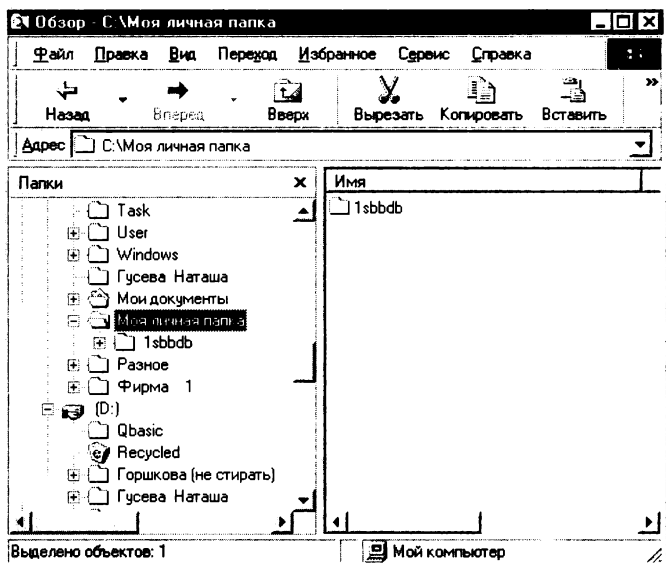 Обзор - C:\Моя личная папка
Файл Правка Вид Переход Избранное Сервис Справка
Назад Вперед Вверх Вырезать Копировать Вставить »
Адрес C:\Моя личная папка
Папки
Имя
Task
User
Windows
Гусева Наташа
Мои документы
Моя личная папка
1sbbdb
Разное
Фирма 1
(D:)
Qbasic
Recycled
Горшкова (не стирать)
Гусева Наташа
1sbbdb
Выделено объектов: 1
Мой компьютер